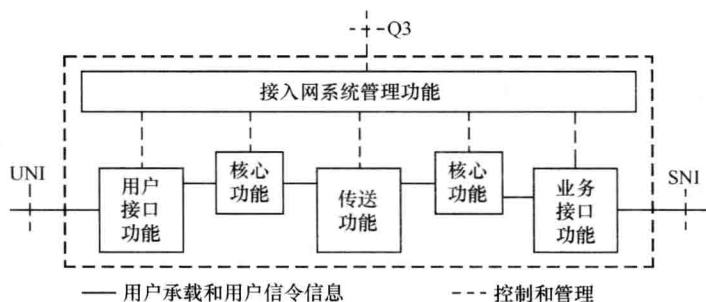 Q3
接入网系统管理功能
UNI
用户
接口
功能
核心
功能
传送
功能
核心
功能
业务
接口
功能
SNI
用户承载和用户信令信息
控制和管理